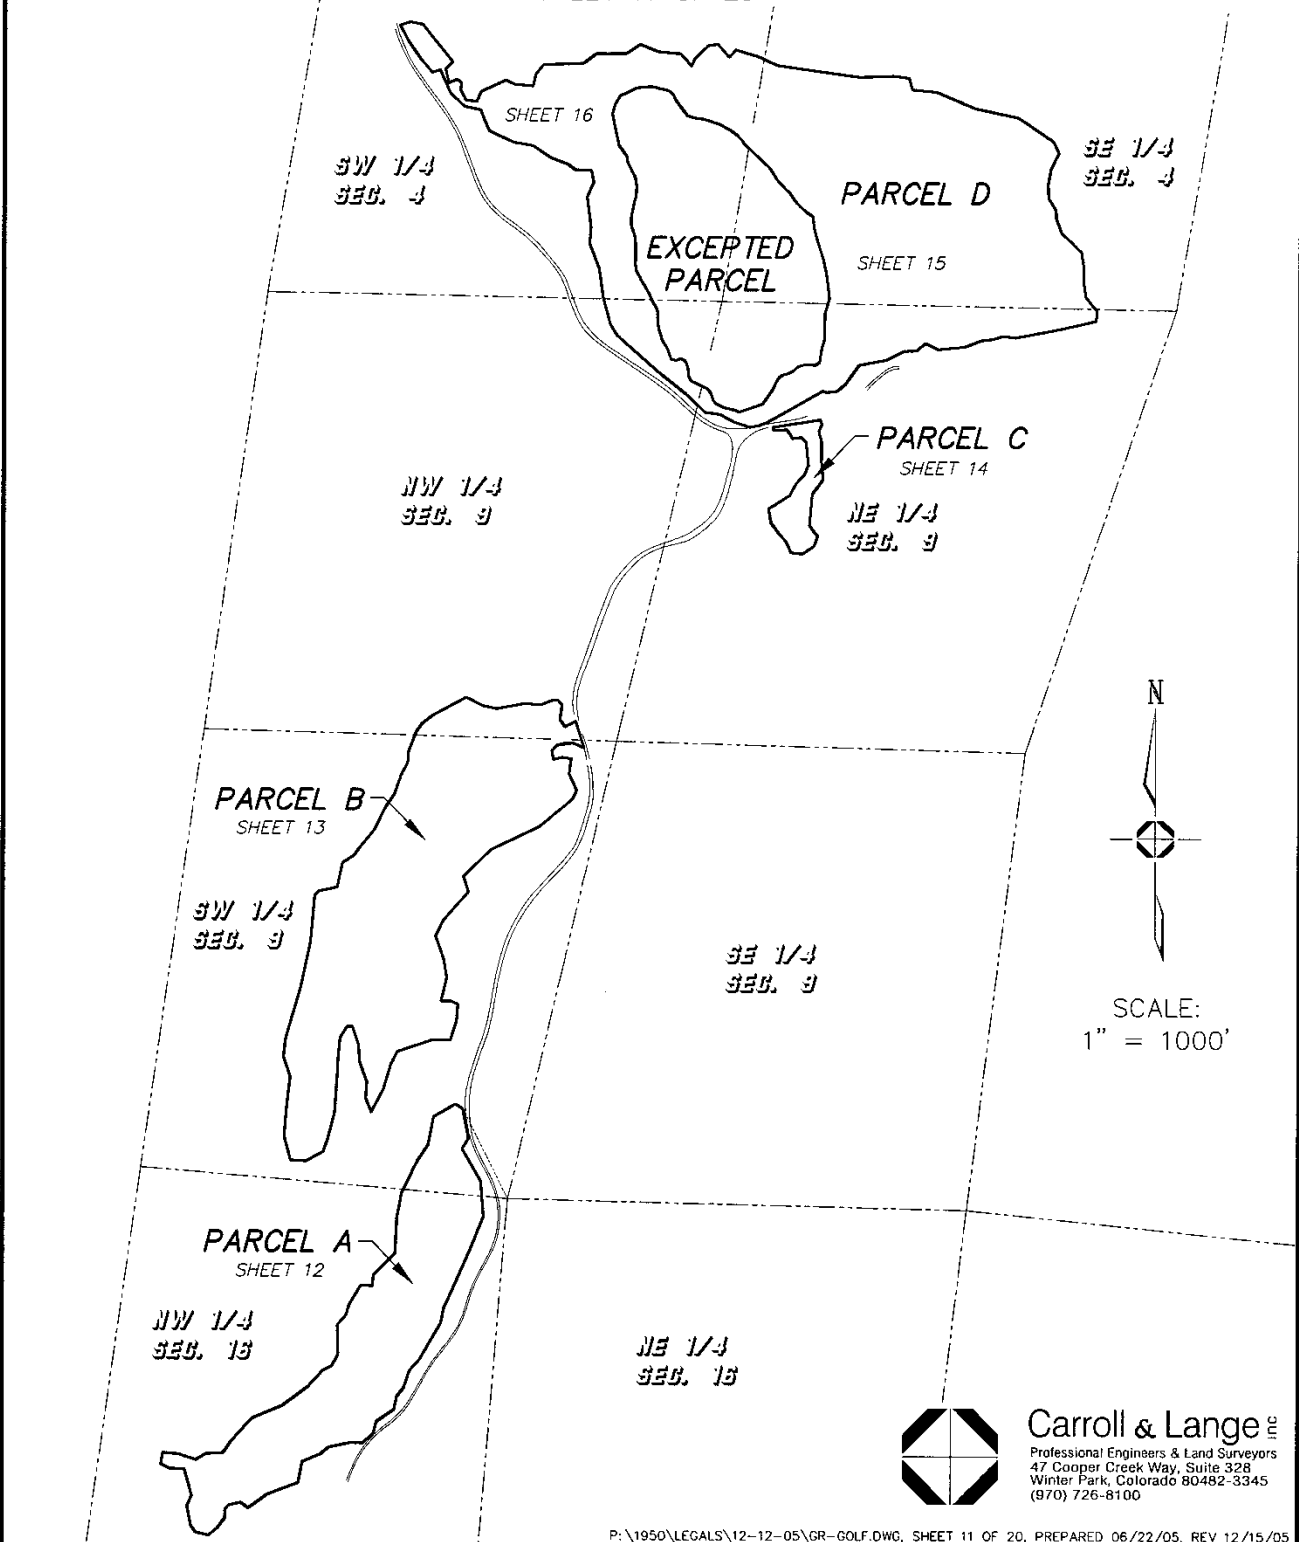 SHEET 16
SW 1/4
SEC. 4
SE 1/4
SEC. 4
PARCEL D
EXCEPTED
PARCEL
SHEET 15
PARCEL C
SHEET 14
NW 1/4
SEC. 9
NE 1/4
SEC. 9
N
PARCEL B
SHEET 13
SW 1/4
SEC. 9
SE 1/4
SEC. 9
SCALE:
1" = 1000'
PARCEL A
SHEET 12
NW 1/4
SEC. 16
NE 1/4
SEC. 16
Carroll & Lange inc
Professional Engineers & Land Surveyors
47 Cooper Creek Way, Suite 328
Winter Park, Colorado 80482-3345
(970) 726-8100
P:\1950\LEGALS\12-12-05\GR-GOLF.DWG, SHEET 11 OF 20, PREPARED 06/22/05, REV 12/15/05